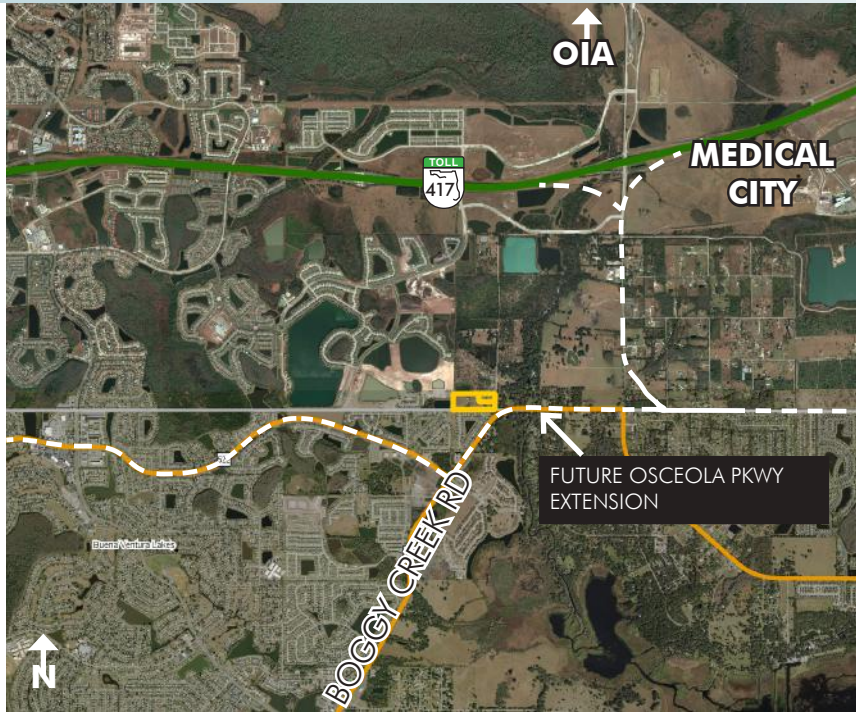 OIA
TOLL
417
MEDICAL
CITY
FUTURE OSCEOLA PKWY
EXTENSION
BOGGY CREEK RD
Buena Ventura Lakes
N